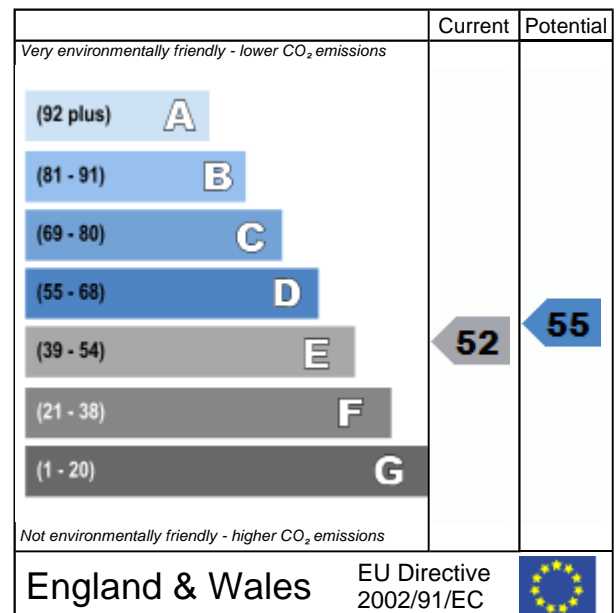 Current Potential
Very environmentally friendly - lower CO₂ emissions
(92 plus) A
(81 - 91) B
(69 - 80) C
(55 - 68) D
(39 - 54) E
52
55
(21 - 38) F
(1 - 20) G
Not environmentally friendly - higher CO₂ emissions
England & Wales
EU Directive
2002/91/EC